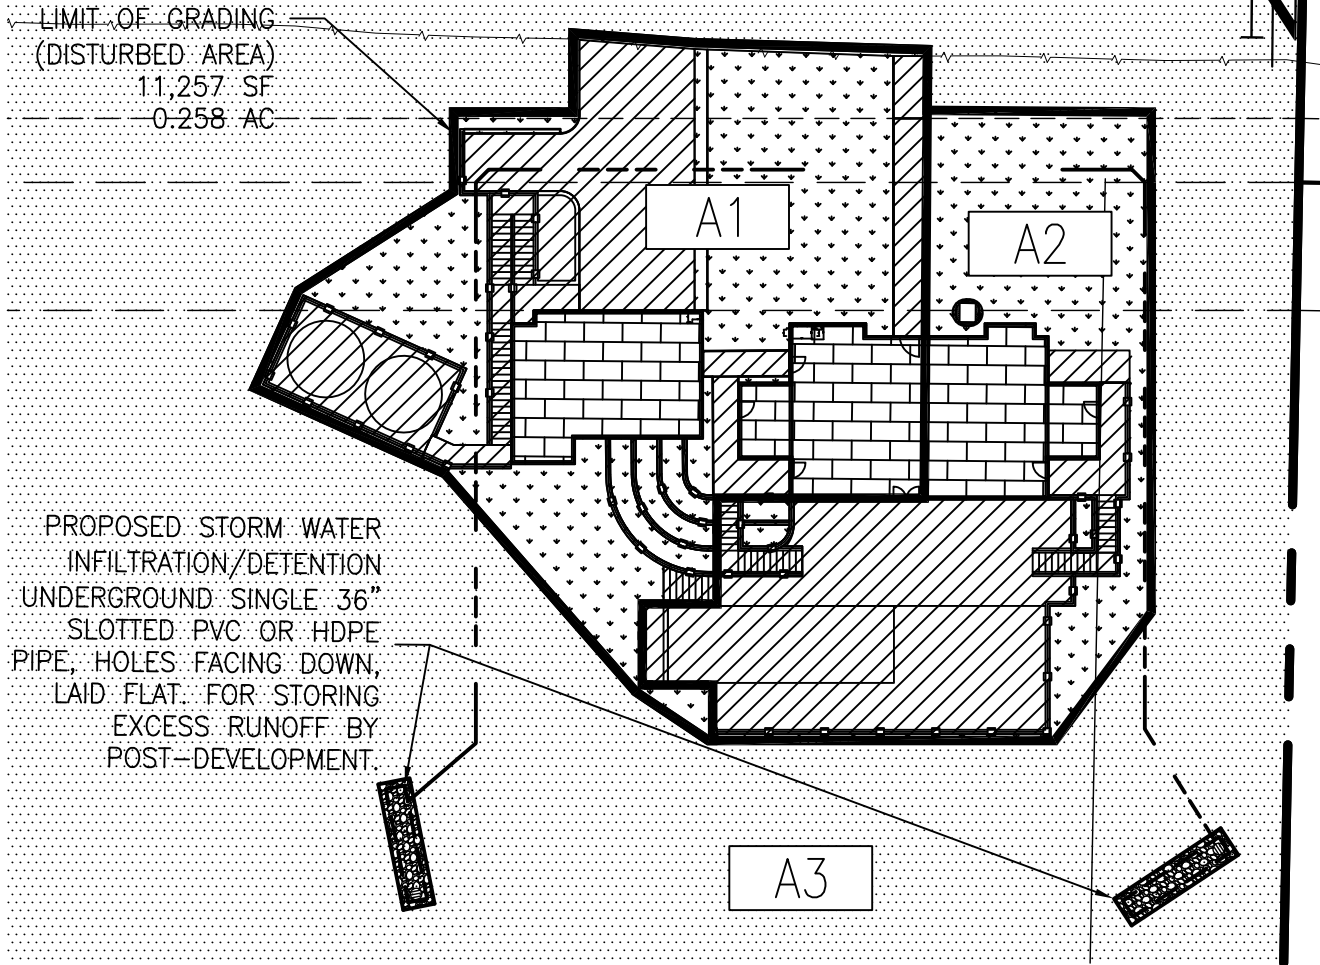 LIMIT OF GRADING
(DISTURBED AREA)
11,257 SF
0.258 AC
A1
A2
PROPOSED STORM WATER
INFILTRATION/DETENTION
UNDERGROUND SINGLE 36"
SLOTTED PVC OR HDPE
PIPE, HOLES FACING DOWN,
LAID FLAT. FOR STORING
EXCESS RUNOFF BY
POST-DEVELOPMENT.
A3